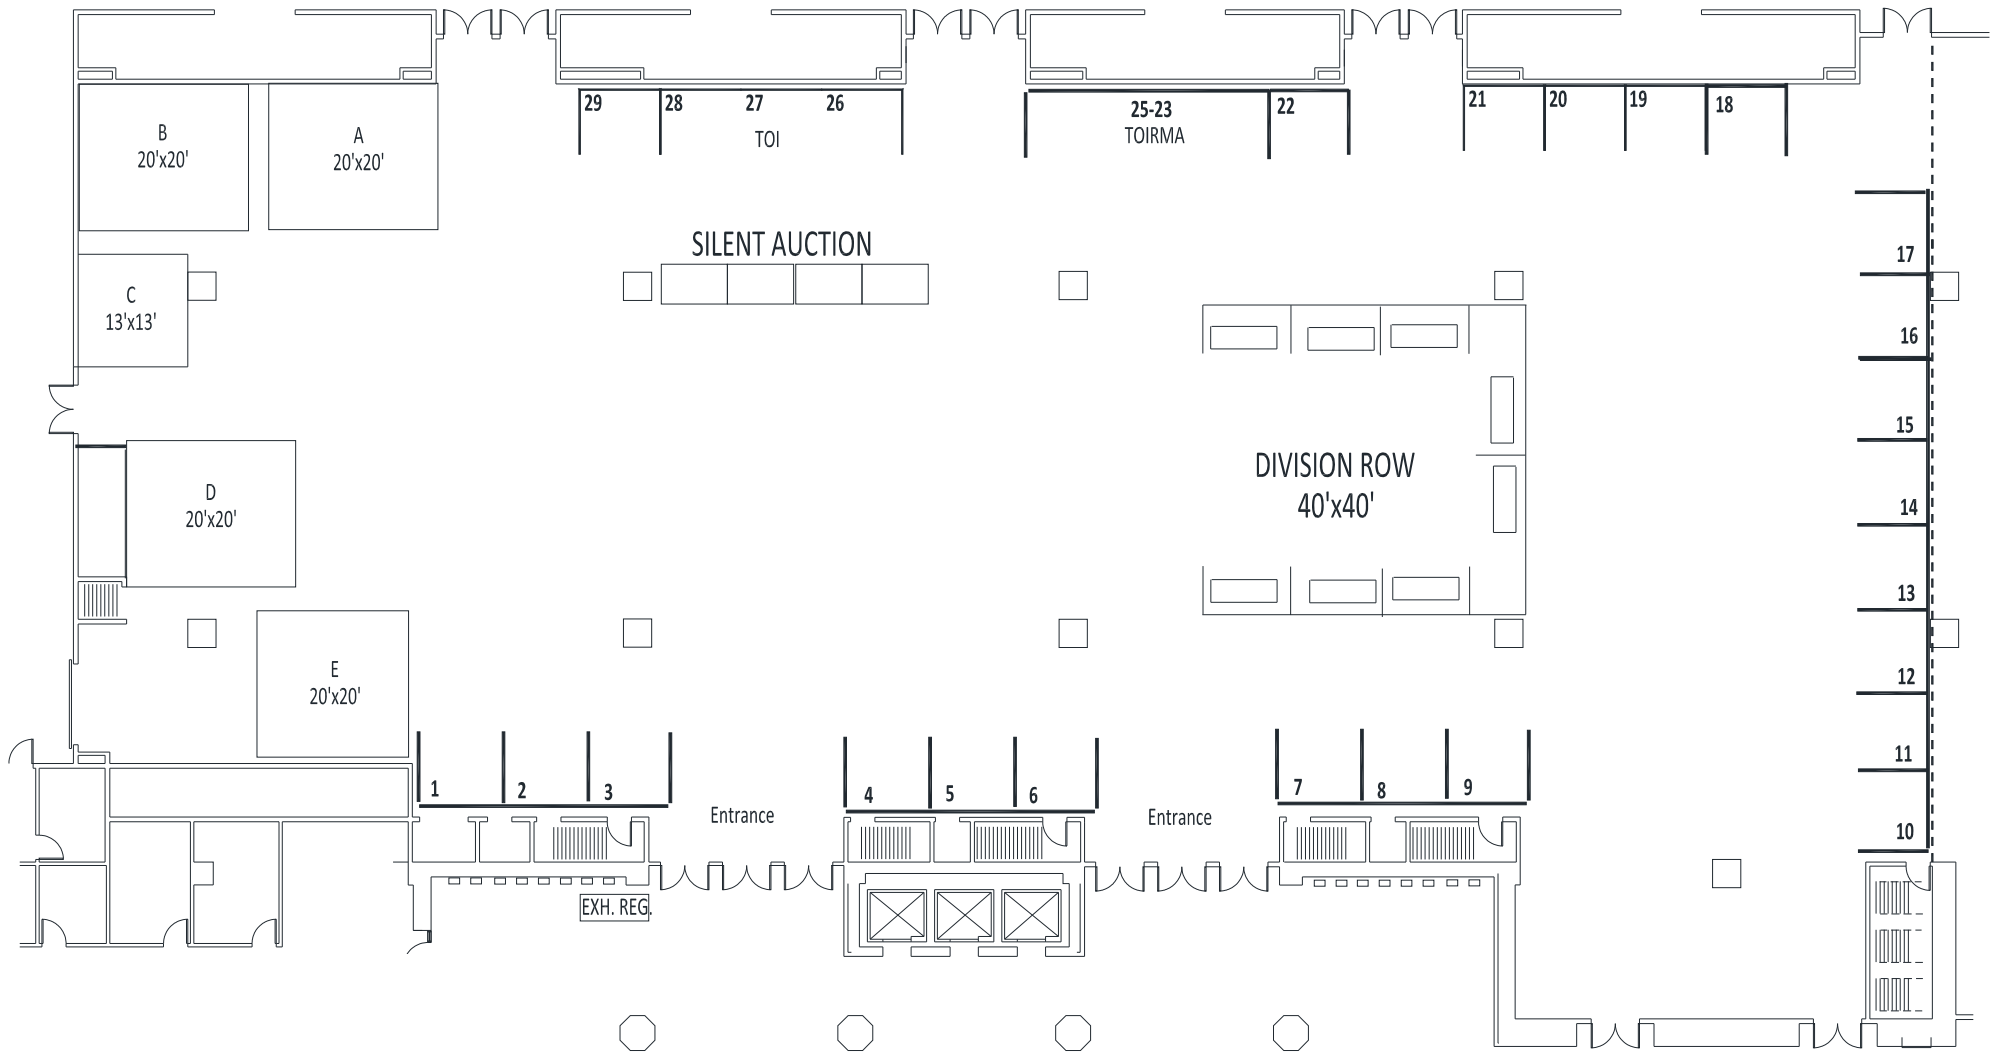 29
28
27
26
TOI
25-23
TOIRMA
22
21
20
19
18
B
20'x20'
A
20'x20'
SILENT AUCTION
C
13'x13'
17
16
15
14
13
12
11
10
DIVISION ROW
40'x40'
D
20'x20'
E
20'x20'
1
2
3
Entrance
4
5
6
Entrance
7
8
9
EXH. REG.